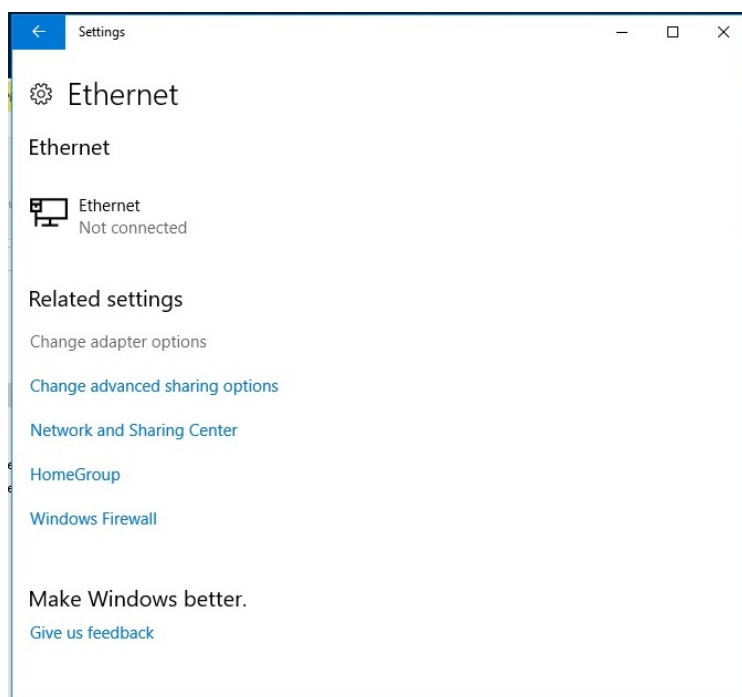 Settings
Ethernet
Ethernet
Ethernet
Not connected
Related settings
Change adapter options
Change advanced sharing options
Network and Sharing Center
HomeGroup
Windows Firewall
Make Windows better.
Give us feedback